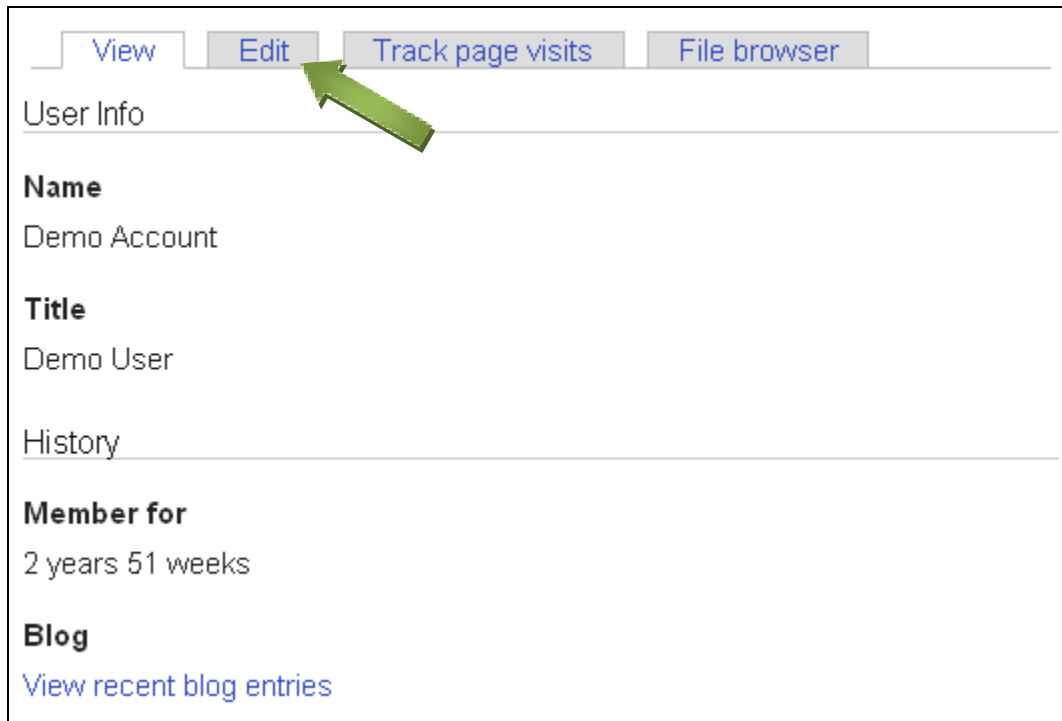 View Edit Track page visits File browser
User Info
Name
Demo Account
Title
Demo User
History
Member for
2 years 51 weeks
Blog
View recent blog entries